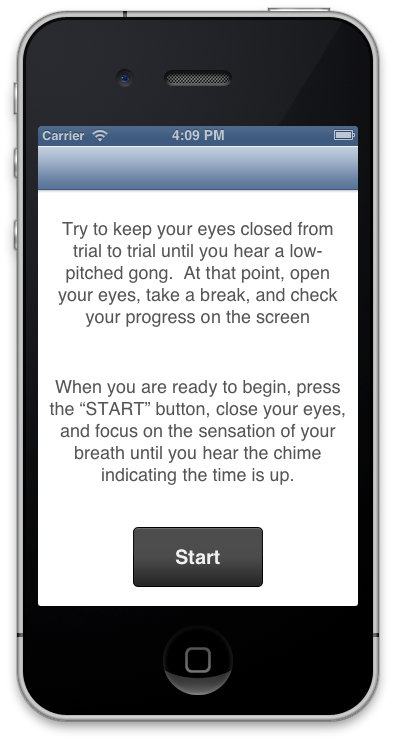 Carrier 4:09 PM
Try to keep your eyes closed from
trial to trial until you hear a low-
pitched gong.  At that point, open
your eyes, take a break, and check
your progress on the screen
When you are ready to begin, press
the “START” button, close your eyes,
and focus on the sensation of your
breath until you hear the chime
indicating the time is up.
Start